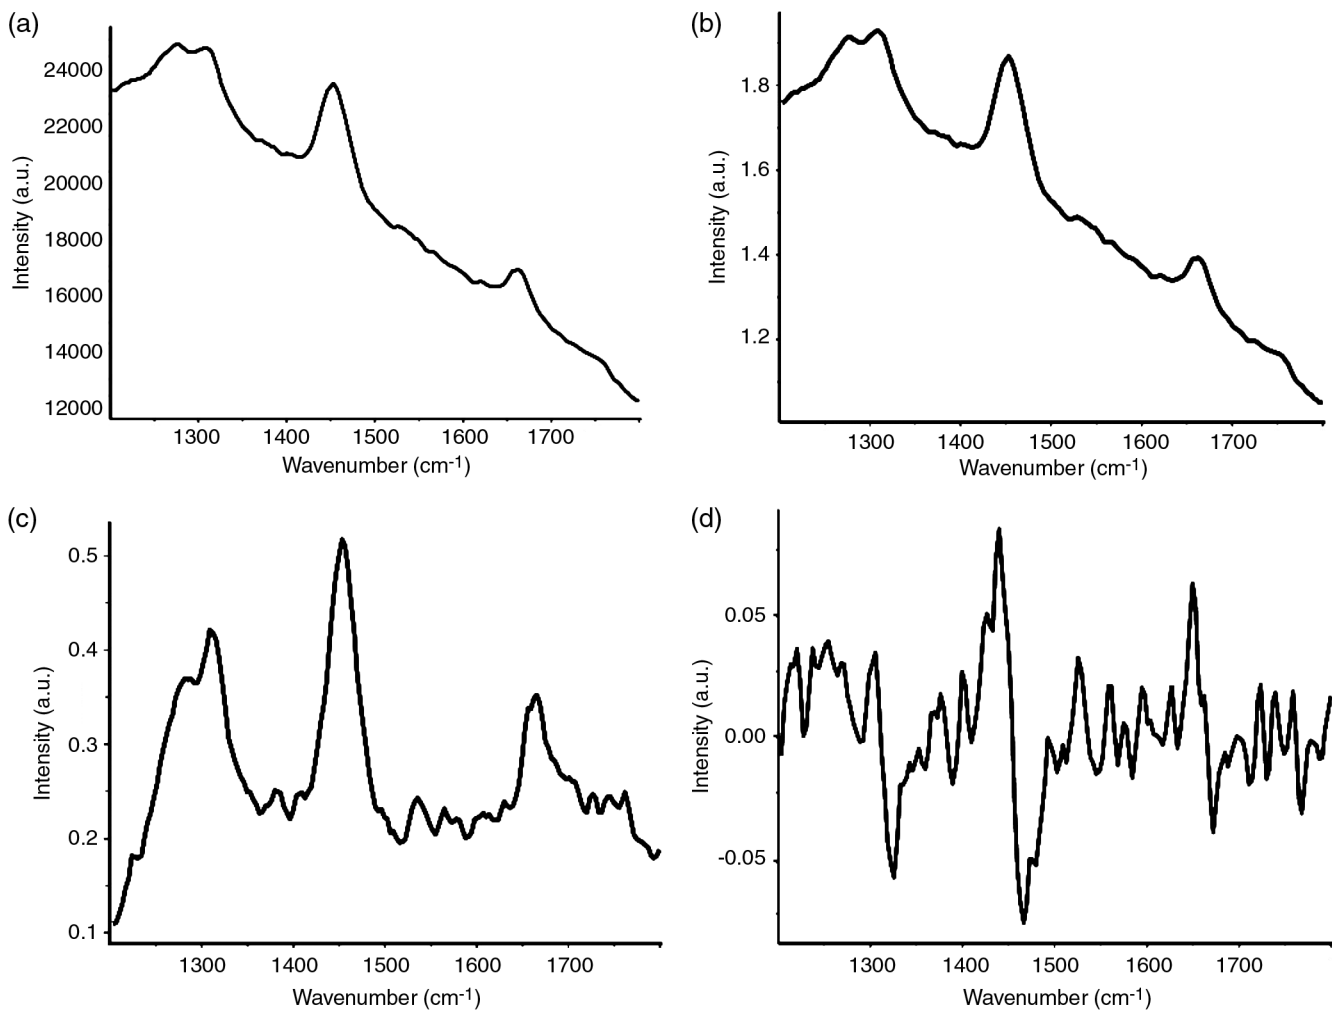 (a)
24000
22000
20000
18000
16000
14000
12000
Intensity (a.u.)
1300 1400 1500 1600 1700
Wavenumber (cm-1)
(b)
1.8
1.6
1.4
1.2
Intensity (a.u.)
1300 1400 1500 1600 1700
Wavenumber (cm-1)
(c)
0.5
0.4
0.3
0.2
0.1
Intensity (a.u.)
1300 1400 1500 1600 1700
Wavenumber (cm-1)
(d)
0.05
0.00
-0.05
Intensity (a.u.)
1300 1400 1500 1600 1700
Wavenumber (cm-1)